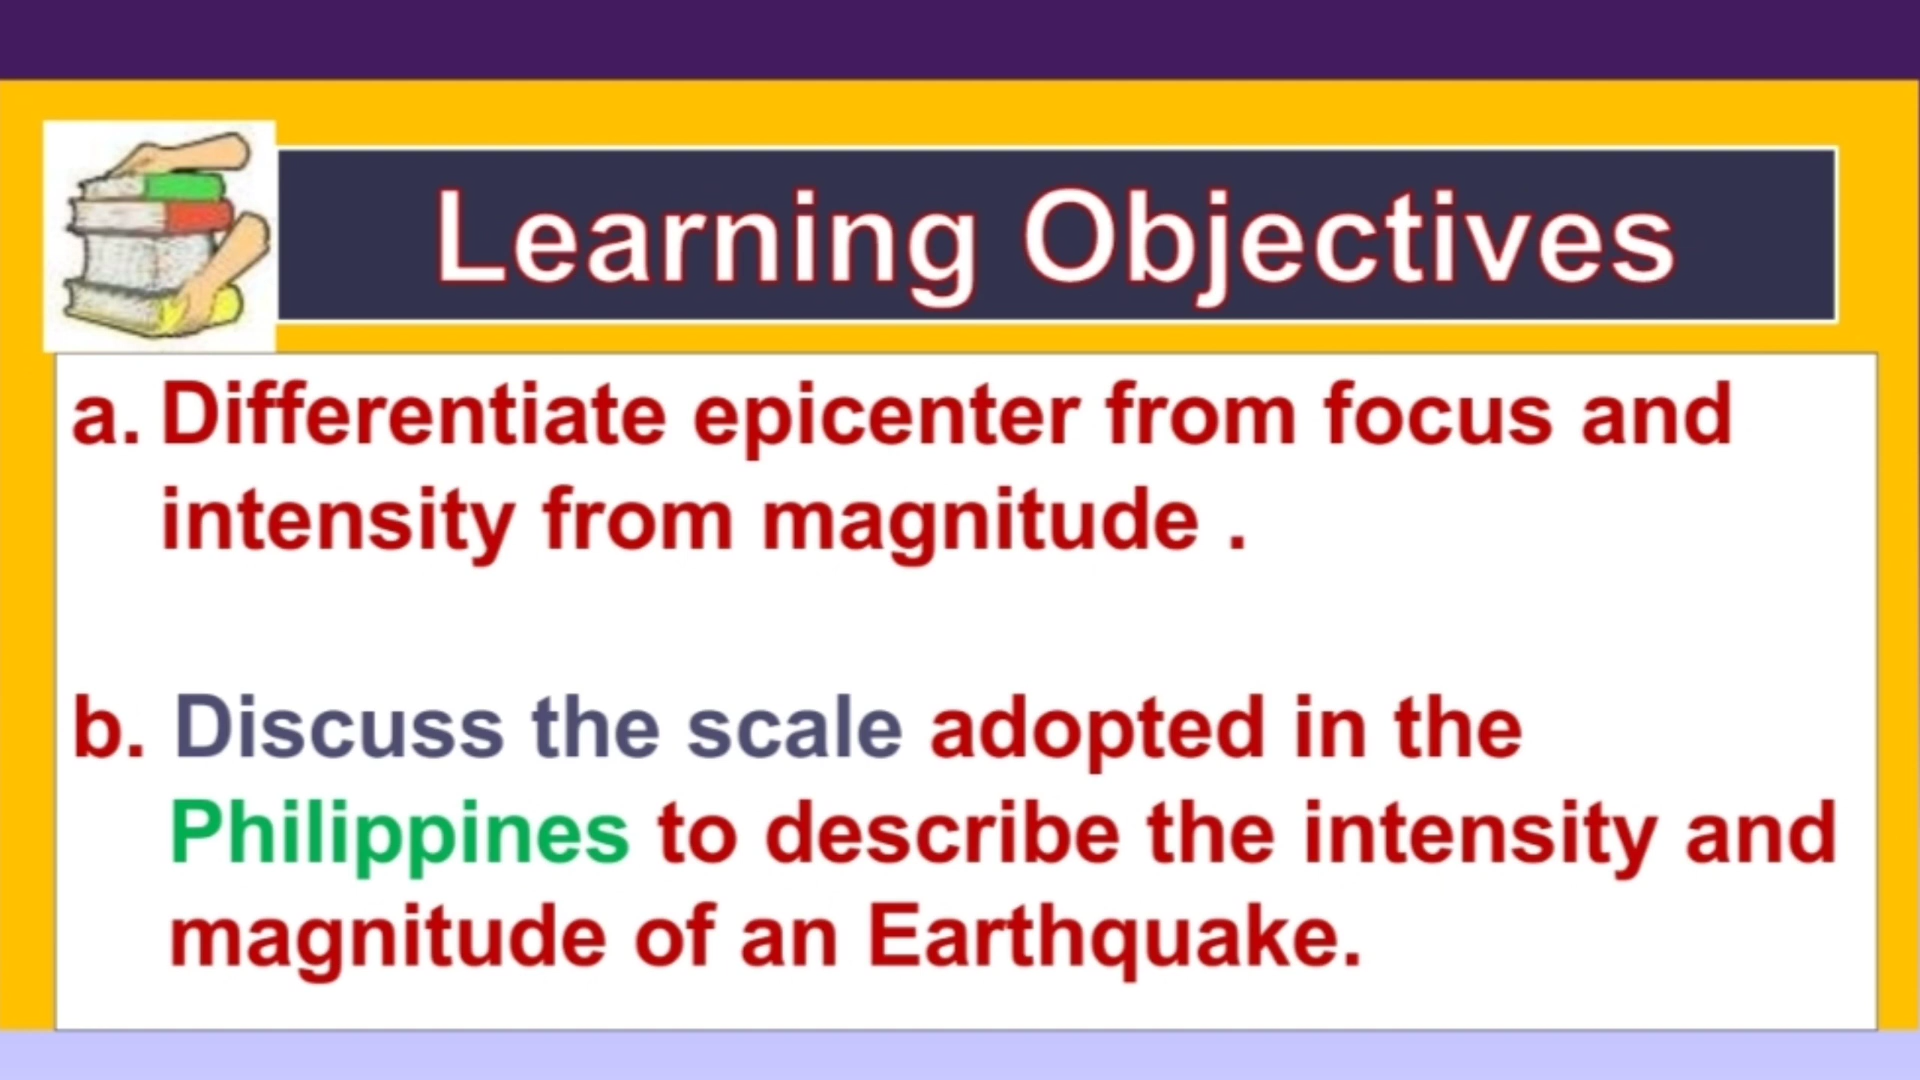 Learning Objectives
a. Differentiate epicenter from focus and
intensity from magnitude .
b. Discuss the scale adopted in the
Philippines to describe the intensity and
magnitude of an Earthquake.